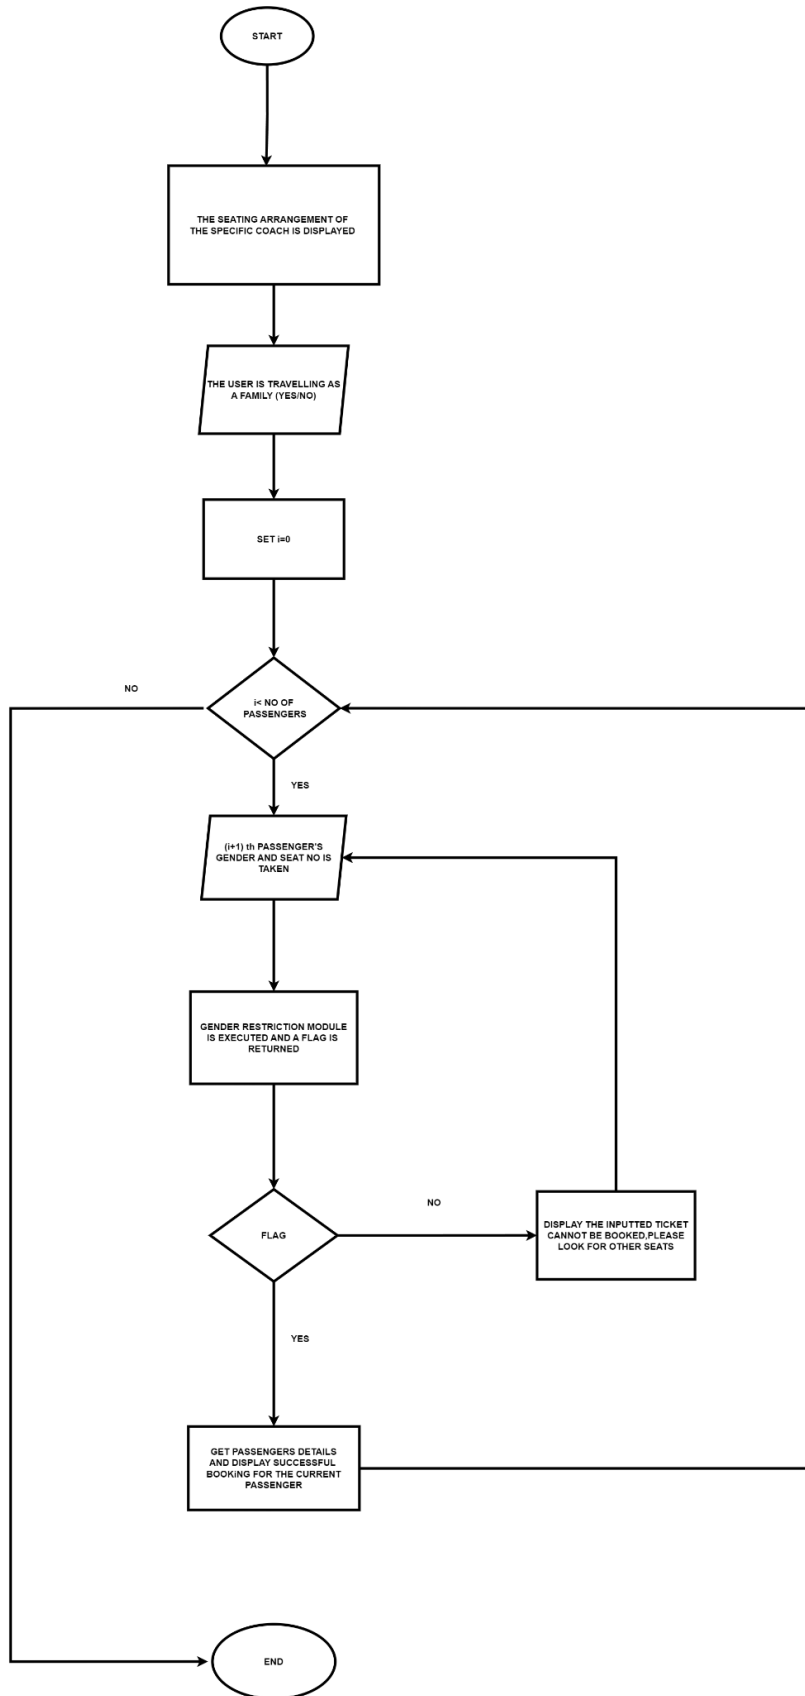 START
THE SEATING ARRANGEMENT OF
THE SPECIFIC COACH IS DISPLAYED
THE USER IS TRAVELLING AS
A FAMILY (YES/NO)
SET i=0
NO
i< NO OF
PASSENGERS
YES
(i+1) th PASSENGER'S
GENDER AND SEAT NO IS
TAKEN
GENDER RESTRICTION MODULE
IS EXECUTED AND A FLAG IS
RETURNED
FLAG
NO
DISPLAY THE INPUTTED TICKET
CANNOT BE BOOKED,PLEASE
LOOK FOR OTHER SEATS
YES
GET PASSENGERS DETAILS
AND DISPLAY SUCCESSFUL
BOOKiNG FOR THE CURRENT
PASSENGER
END